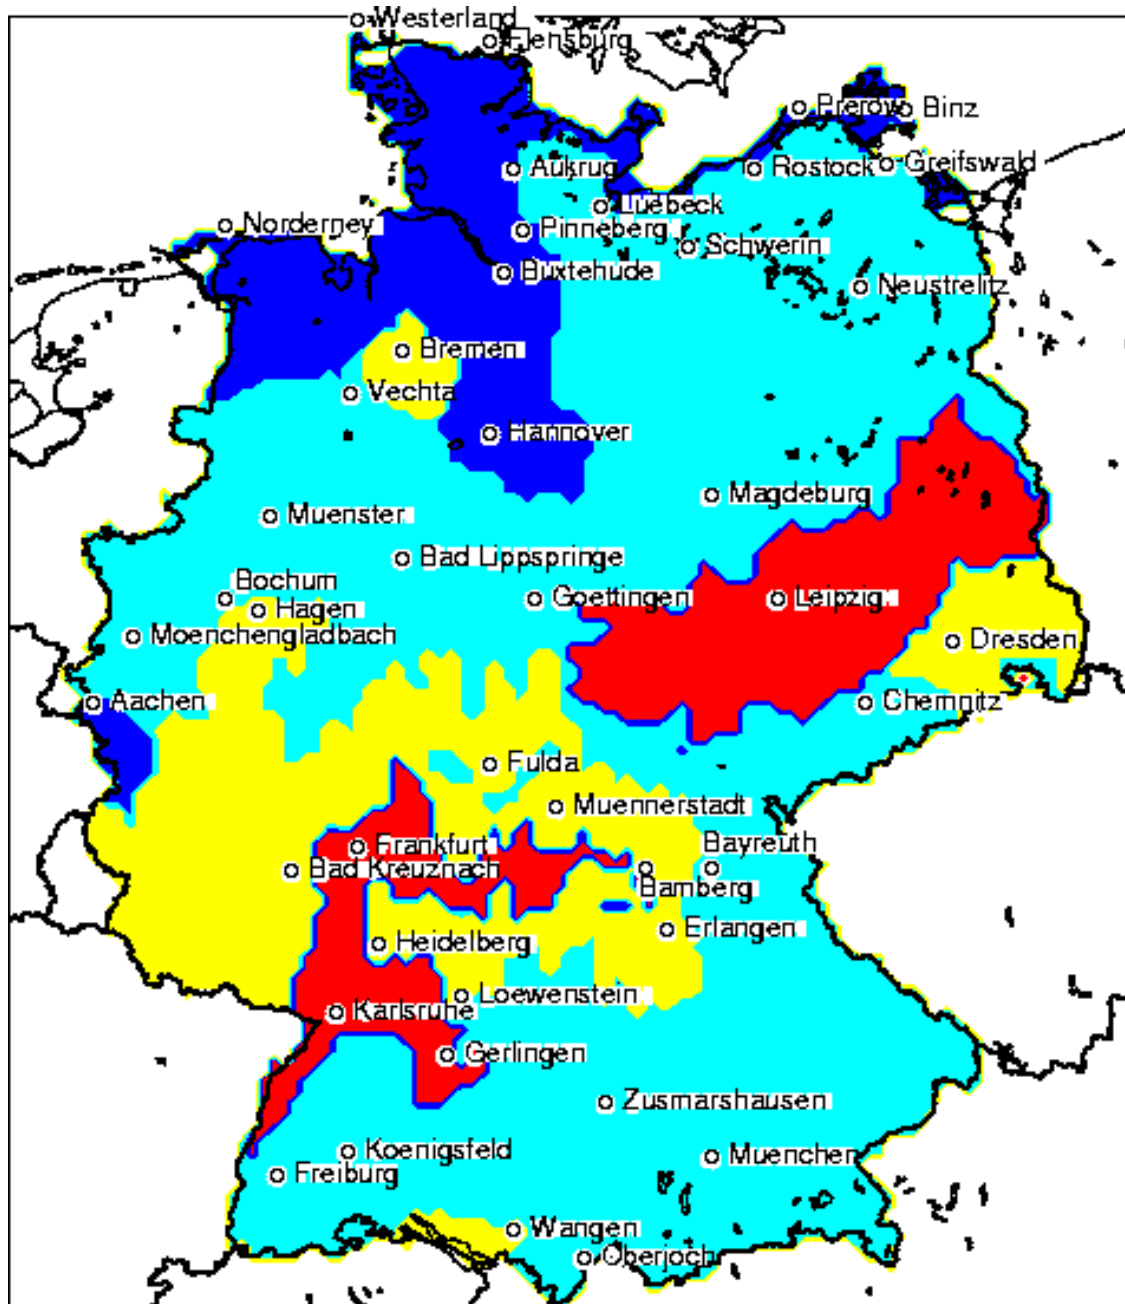 Westerland
Flensburg
Prerow
Binz
Aukrug
Rostock
Greifswald
Luebeck
Norderney
Pinneberg
Schwerin
Buxtehude
Neustrelitz
Bremen
Vechta
Hannover
Magdeburg
Muenster
Bad Lippspringe
Bochum
Hagen
Goettingen
Leipzig
Moenchengladbach
Dresden
Aachen
Chemnitz
Fulda
Muennerstadt
Frankfurt
Bayreuth
Bad Kreuznach
Bamberg
Erlangen
Heidelberg
Loewenstein
Karlsruhe
Gerlingen
Zusmarshausen
Koenigsfeld
Muenchen
Freiburg
Wangen
Oberjoch